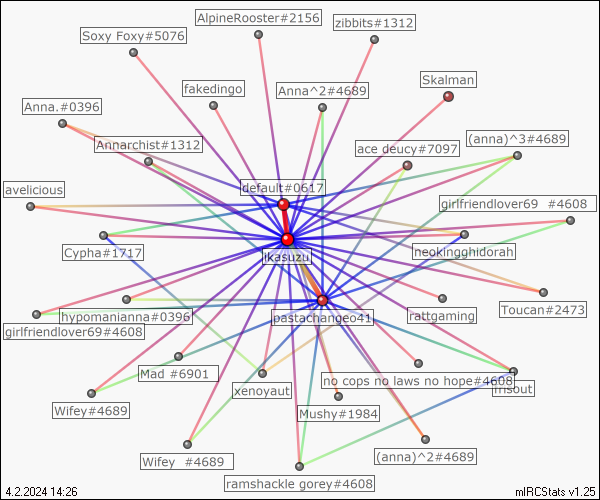 AlpineRooster#2156
zibbits#1312
Soxy Foxy#5076
Skalman
fakedingo
Anna^2#4689
Anna.#0396
Annarchist#1312
(anna)^3#4689
ace deucy#7097
avelicious
default#0617
girlfriendlover69 #4608
Cypha#1717
ikasuzu
neokingghidorah
hypomanianna#0396
pastachangeo41
rattgaming
Toucan#2473
girlfriendlover69#4608
Mad #6901
xenoyaut
no cops no laws no hope#4608
Wifey#4689
Mushy#1984
Wifey #4689
(anna)^2#4689
ramshackle gorey#4608
4.2.2024 14:26
mIRCStats v1.25